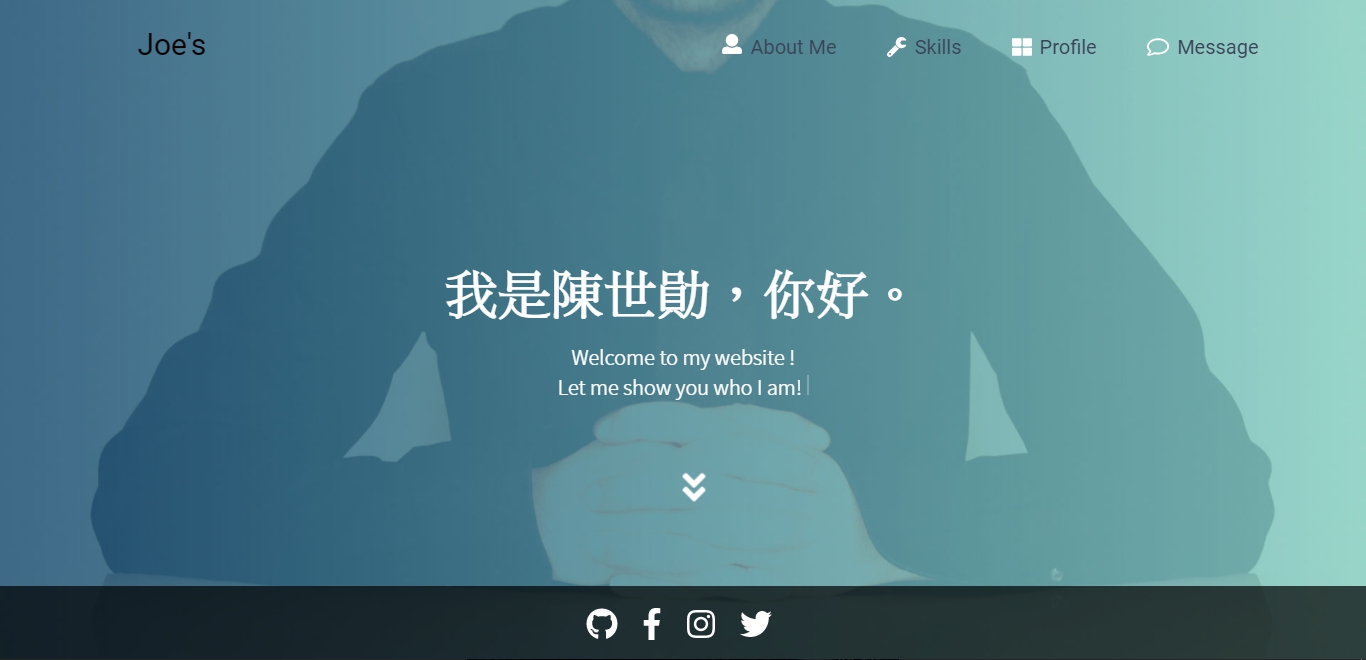 Joe's
About Me
Skills
Profile
Message
我是陳世勛，你好。
Welcome to my website !
Let me show you who I am!